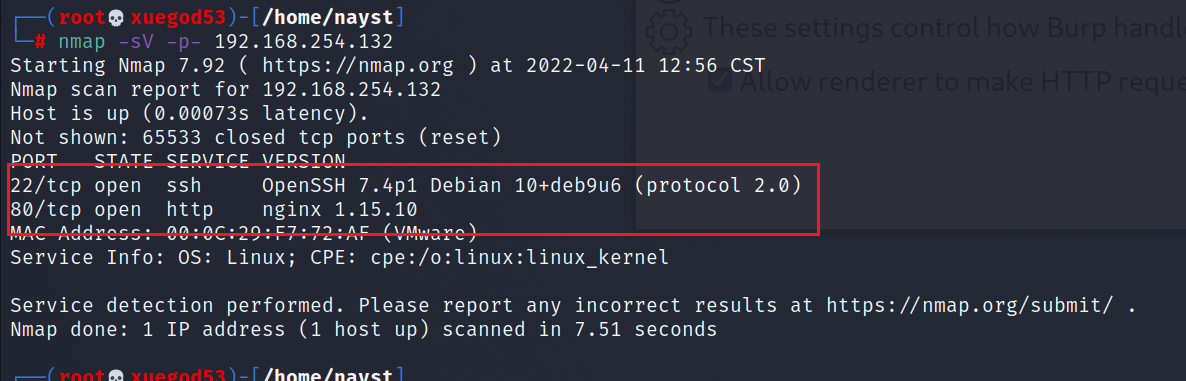 ┌──(root💀xuegod53)-[/home/nayst]
└─# nmap -sV -p- 192.168.254.132
Starting Nmap 7.92 ( https://nmap.org ) at 2022-04-11 12:56 CST
Nmap scan report for 192.168.254.132
Host is up (0.00073s latency).
Not shown: 65533 closed tcp ports (reset)
PORT   STATE SERVICE VERSION
22/tcp open  ssh     OpenSSH 7.4p1 Debian 10+deb9u6 (protocol 2.0)
80/tcp open  http    nginx 1.15.10
MAC Address: 00:0C:29:F7:72:AF (VMware)
Service Info: OS: Linux; CPE: cpe:/o:linux:linux_kernel
Service detection performed. Please report any incorrect results at https://nmap.org/submit/ .
Nmap done: 1 IP address (1 host up) scanned in 7.51 seconds
┌──(root💀xuegod53)-[/home/nayst]
These settings control how Burp handle
Allow renderer to make HTTP reque